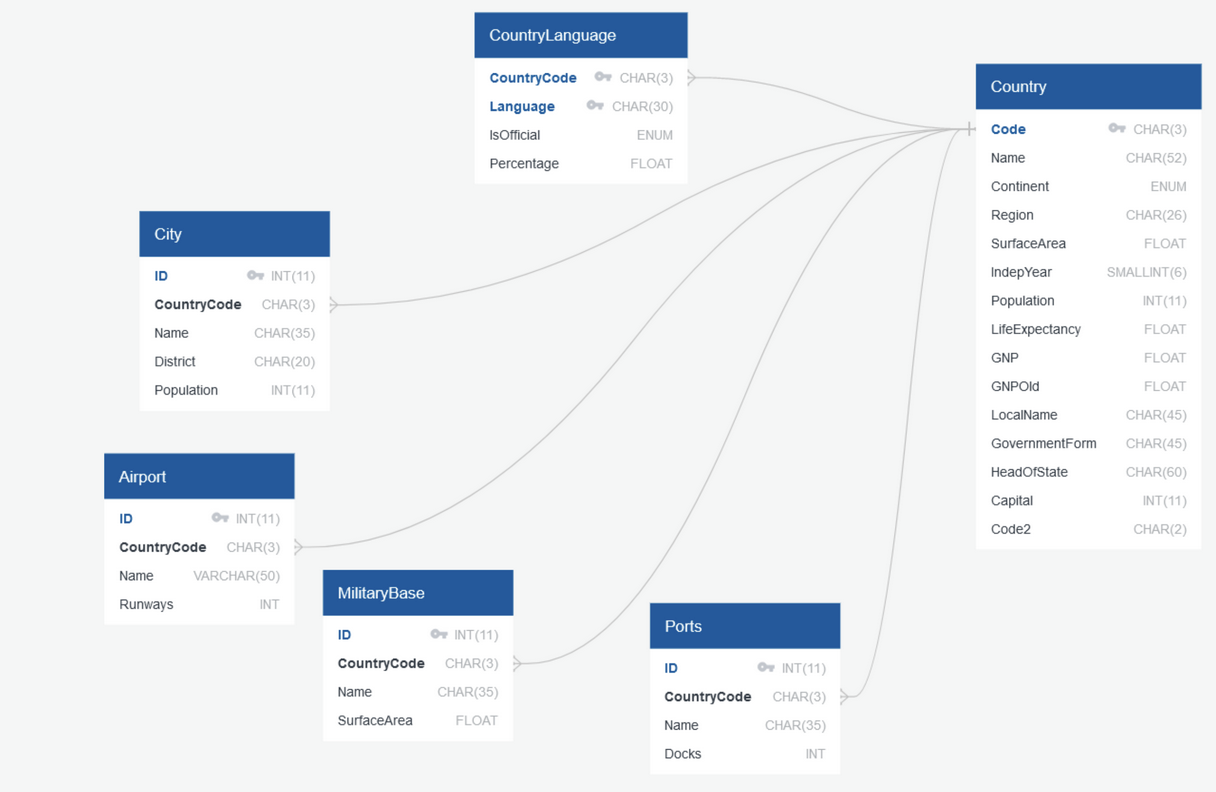 CountryLanguage
CountryCode CHAR(3)
Language CHAR(30)
IsOfficial ENUM
Percentage FLOAT
Country
Code CHAR(3)
Name CHAR(52)
Continent ENUM
Region CHAR(26)
SurfaceArea FLOAT
IndepYear SMALLINT(6)
Population INT(11)
LifeExpectancy FLOAT
GNP FLOAT
GNPOld FLOAT
LocalName CHAR(45)
GovernmentForm CHAR(45)
HeadOfState CHAR(60)
Capital INT(11)
Code2 CHAR(2)
City
ID INT(11)
CountryCode CHAR(3)
Name CHAR(35)
District CHAR(20)
Population INT(11)
Airport
ID INT(11)
CountryCode CHAR(3)
Name VARCHAR(50)
Runways INT
MilitaryBase
ID INT(11)
CountryCode CHAR(3)
Name CHAR(35)
SurfaceArea FLOAT
Ports
ID INT(11)
CountryCode CHAR(3)
Name CHAR(35)
Docks INT